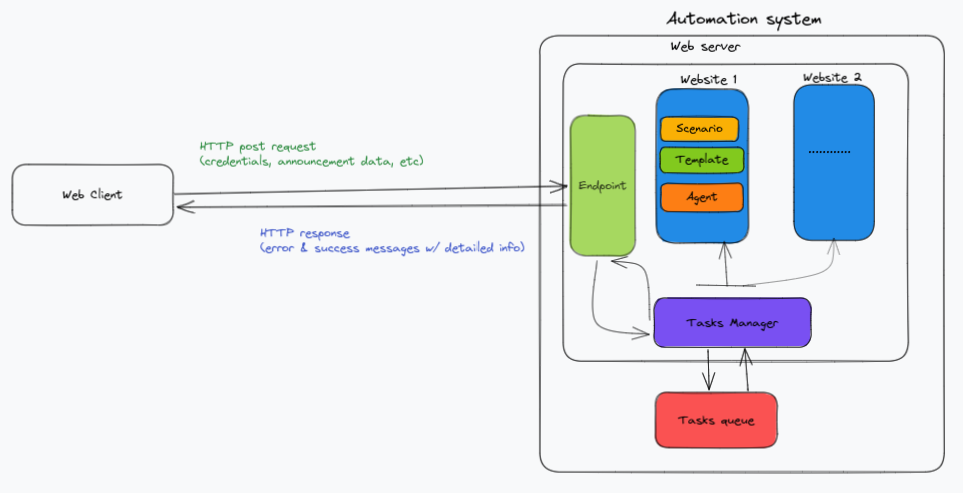 Automation system
Web server
Website 1
Website 2
HTTP post request
(credentials, announcement data, etc)
Web Client
HTTP response
(error & success messages w/ detailed info)
Endpoint
Scenario
Template
Agent
............
Tasks Manager
Tasks queue